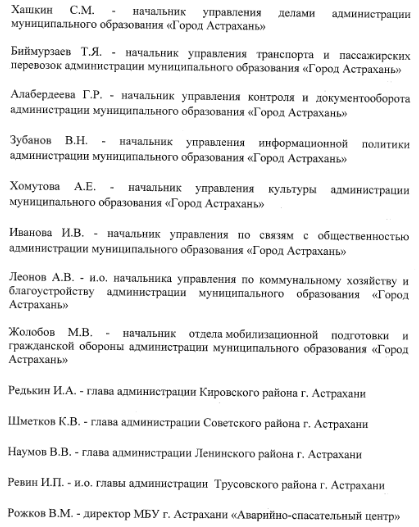 Хашкин С.М. - начальник управления делами администрации
муниципального образования «Город Астрахань»
Биймурзаев Т.Я. - начальник управления транспорта и пассажирских
перевозок администрации муниципального образования «Город Астрахань»
Алабердеева Г.Р. - начальник управления контроля и документооборота
администрации муниципального образования «Город Астрахань»
Зубанов В.Н. - начальник управления информационной политики
администрации муниципального образования «Город Астрахань»
Хомутова А.Е. - начальник управления культуры администрации
муниципального образования «Город Астрахань»
Иванова И.В. - начальник управления по связям с общественностью
администрации муниципального образования «Город Астрахань»
Леонов А.В. - и.о. начальника управления по коммунальному хозяйству и
благоустройству администрации муниципального образования «Город
Астрахань»
Жолобов М.В. - начальник отдела мобилизационной подготовки и
гражданской обороны администрации муниципального образования «Город
Астрахань»
Редькин И.А. - глава администрации Кировского района г. Астрахани
Шметков К.В. - глава администрации Советского района г. Астрахани
Наумов В.В. - глава администрации Ленинского района г. Астрахани
Ревин И.П. - и.о. главы администрации Трусовского района г. Астрахани
Рожков В.М. - директор МБУ г. Астрахани «Аварийно-спасательный центр»